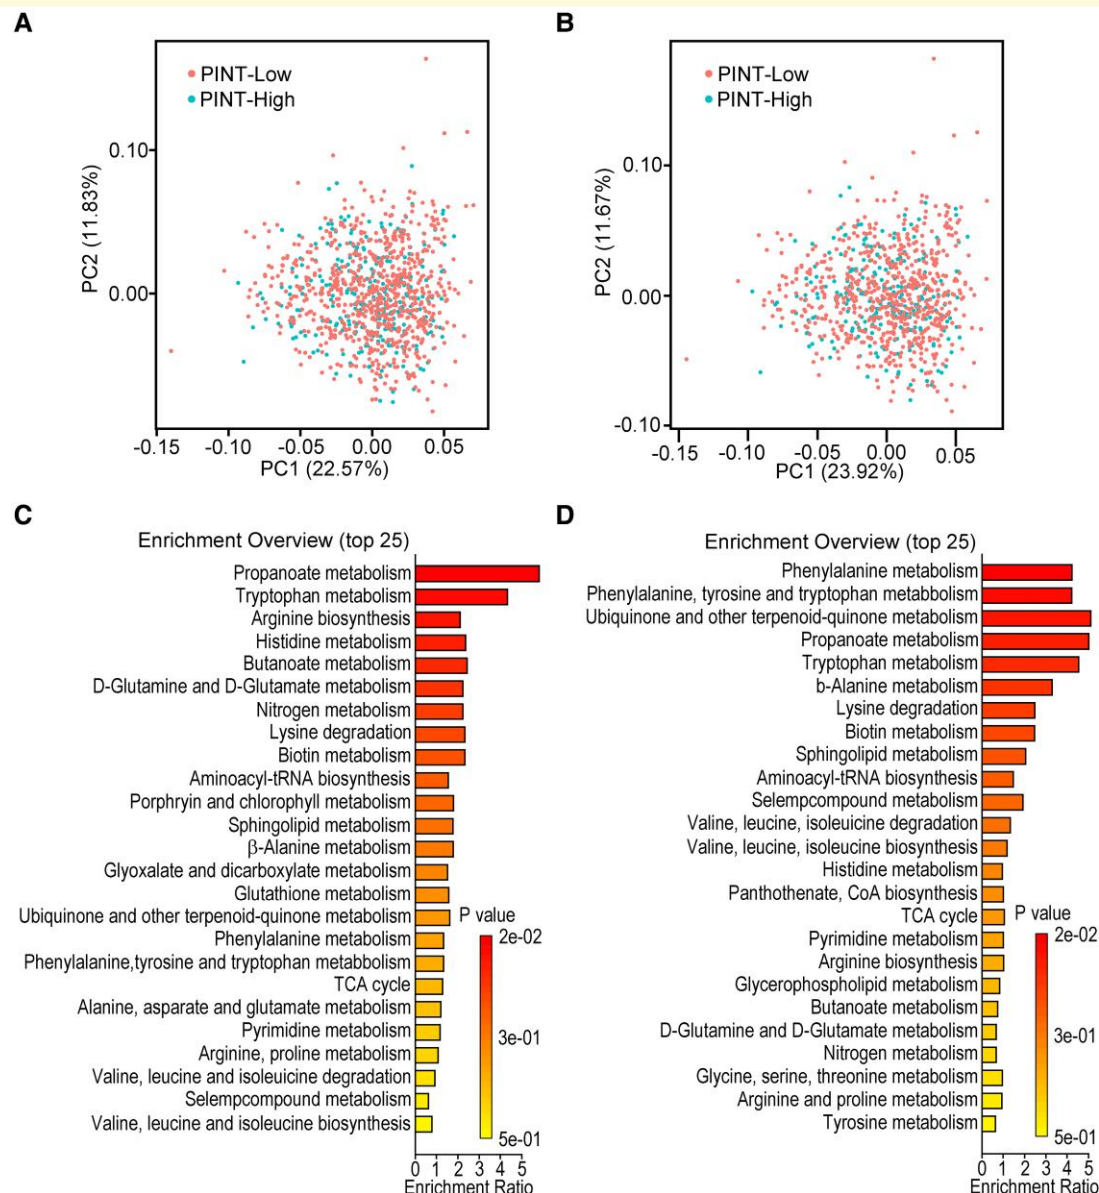 A
PINT-Low
PINT-High
0.10
0.00
PC2 (11.83%)
-0.15 -0.10 -0.05 0.00 0.05
PC1 (22.57%)
B
PINT-Low
PINT-High
0.10
0.00
-0.10
PC2 (11.67%)
-0.15 -0.10 -0.05 0.00 0.05
PC1 (23.92%)
C
Enrichment Overview (top 25)
Propanoate metabolism
Tryptophan metabolism
Arginine biosynthesis
Histidine metabolism
Butanoate metabolism
D-Glutamine and D-Glutamate metabolism
Nitrogen metabolism
Lysine degradation
Biotin metabolism
Aminoacyl-tRNA biosynthesis
Porphryin and chlorophyll metabolism
Sphingolipid metabolism
β-Alanine metabolism
Glyoxalate and dicarboxylate metabolism
Glutathione metabolism
Ubiquinone and other terpenoid-quinone metabolism
Phenylalanine metabolism
Phenylalanine,tyrosine and tryptophan metabbolism
TCA cycle
Alanine, asparate and glutamate metabolism
Pyrimidine metabolism
Arginine, proline metabolism
Valine, leucine and isoleuicine degradation
Selempcompound metabolism
Valine, leucine and isoleucine biosynthesis
P value
2e-02
3e-01
5e-01
0 1 2 3 4 5
Enrichment Ratio
D
Enrichment Overview (top 25)
Phenylalanine metabolism
Phenylalanine, tyrosine and tryptophan metabbolism
Ubiquinone and other terpenoid-quinone metabolism
Propanoate metabolism
Tryptophan metabolism
b-Alanine metabolism
Lysine degradation
Biotin metabolism
Sphingolipid metabolism
Aminoacyl-tRNA biosynthesis
Selempcompound metabolism
Valine, leucine, isoleuicine degradation
Valine, leucine, isoleucine biosynthesis
Histidine metabolism
Panthothenate, CoA biosynthesis
TCA cycle
Pyrimidine metabolism
Arginine biosynthesis
Glycerophospholipid metabolism
Butanoate metabolism
D-Glutamine and D-Glutamate metabolism
Nitrogen metabolism
Glycine, serine, threonine metabolism
Arginine and proline metabolism
Tyrosine metabolism
P value
2e-02
3e-01
5e-01
0 1 2 3 4 5
Enrichment Ratio